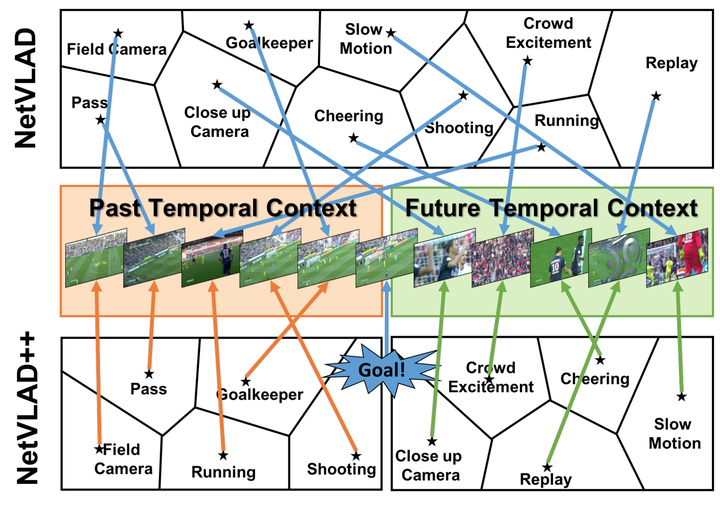 NetVLAD
Field Camera
Goalkeeper
Slow
Motion
Crowd
Excitement
Replay
Pass
Close up
Camera
Cheering
Shooting
Running
Past Temporal Context
Future Temporal Context
NetVLAD++
Goal!
Pass
Goalkeeper
Field
Camera
Running
Shooting
Crowd
Excitement
Cheering
Slow
Motion
Close up
Camera
Replay